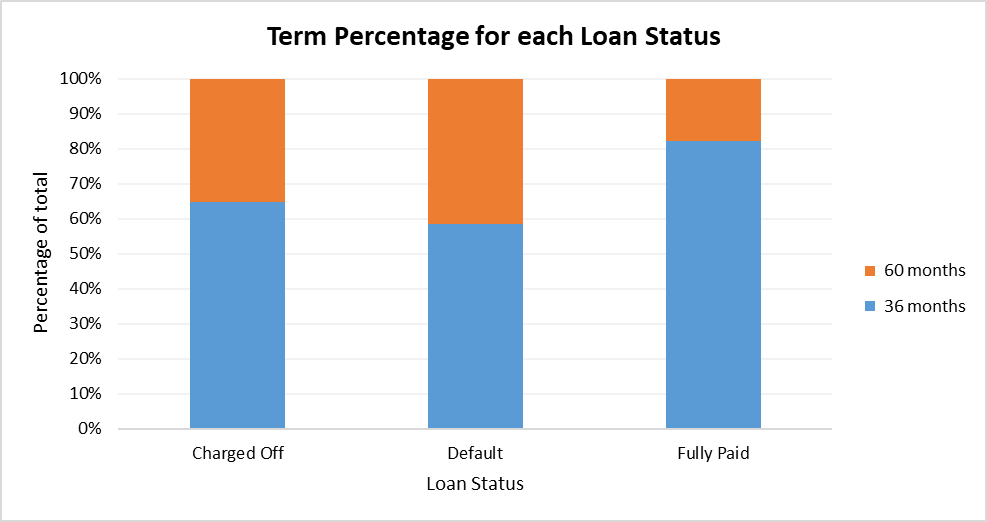 Term Percentage for each Loan Status
100%
90%
80%
70%
60%
50%
40%
30%
20%
10%
0%
Percentage of total
Charged Off Default Fully Paid
Loan Status
60 months
36 months